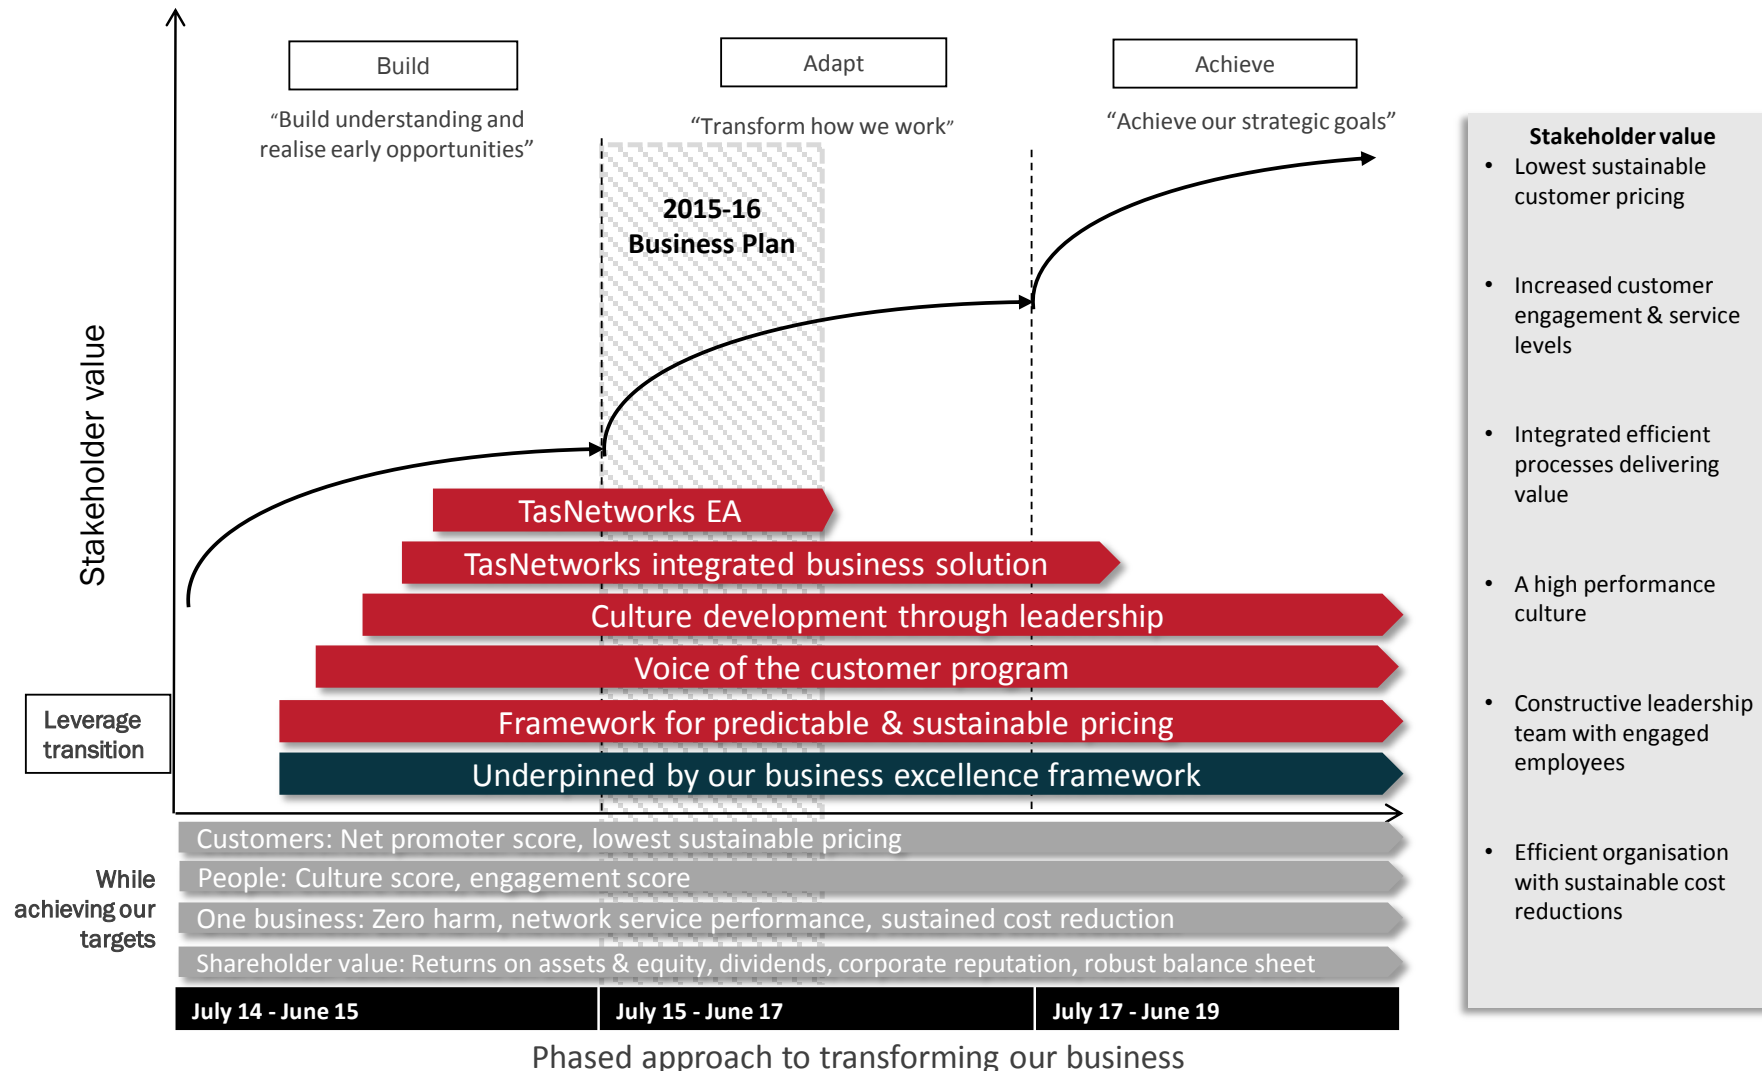 Build
Adapt
Achieve
“Build understanding and
realise early opportunities”
“Transform how we work”
“Achieve our strategic goals”
2015-16
Business Plan
Stakeholder value
TasNetworks EA
TasNetworks integrated business solution
Culture development through leadership
Voice of the customer program
Framework for predictable & sustainable pricing
Underpinned by our business excellence framework
Leverage
transition
While
achieving our
targets
Customers: Net promoter score, lowest sustainable pricing
People: Culture score, engagement score
One business: Zero harm, network service performance, sustained cost reduction
Shareholder value: Returns on assets & equity, dividends, corporate reputation, robust balance sheet
July 14 - June 15
July 15 - June 17
July 17 - June 19
Phased approach to transforming our business
Stakeholder value
• Lowest sustainable
customer pricing
• Increased customer
engagement & service
levels
• Integrated efficient
processes delivering
value
• A high performance
culture
• Constructive leadership
team with engaged
employees
• Efficient organisation
with sustainable cost
reductions